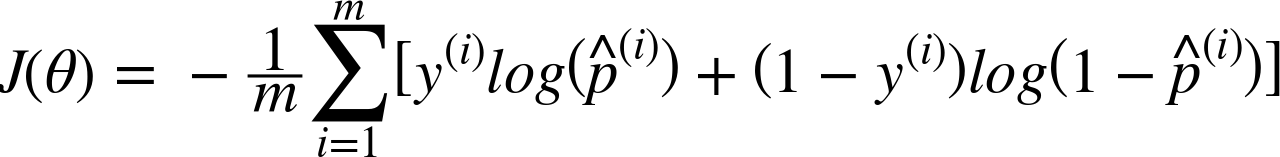 J(θ) = − 1/m ∑_{i=1}^{m} [y^{(i)}log(p̂^{(i)}) + (1 − y^{(i)})log(1 − p̂^{(i)})]